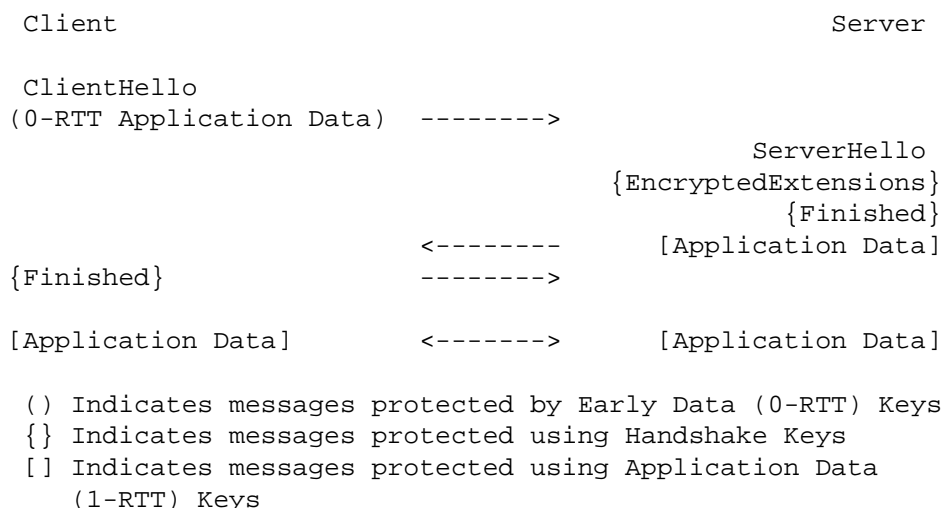 Client                                             Server

 ClientHello
(0-RTT Application Data)  -------->
                                              ServerHello
                                     {EncryptedExtensions}
                                                {Finished}
                          <--------      [Application Data]
{Finished}                -------->

[Application Data]        <------->      [Application Data]

 () Indicates messages protected by Early Data (0-RTT) Keys
 {} Indicates messages protected using Handshake Keys
 [] Indicates messages protected using Application Data
    (1-RTT) Keys